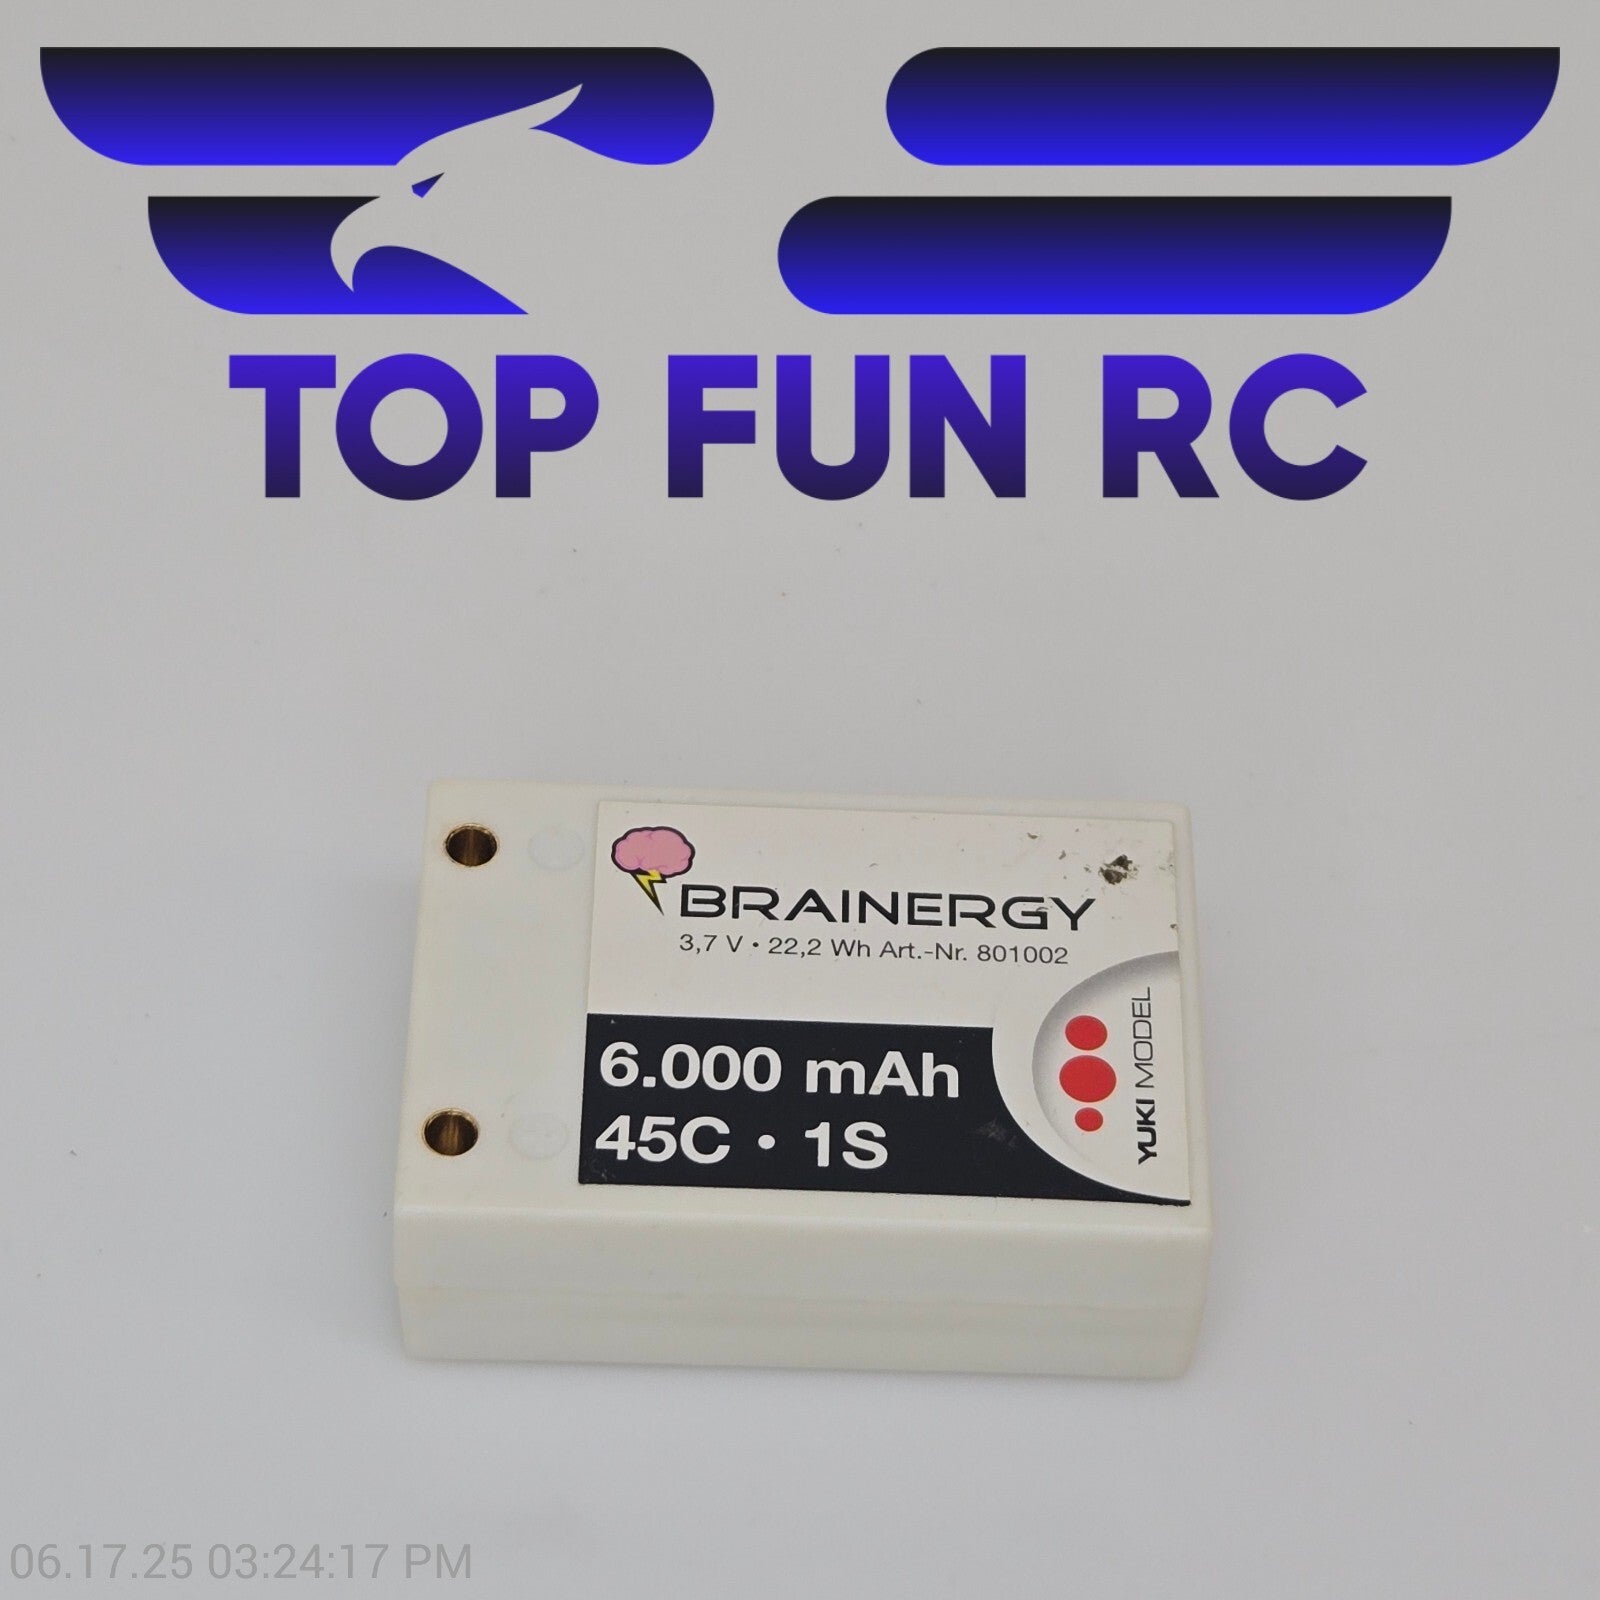 TOP FUN RC
BRAINERGY
3,7 V • 22,2 Wh Art.-Nr. 801002
6.000 mAh
45C • 1S
YUKI MODEL
06.17.25 03:24:17 PM